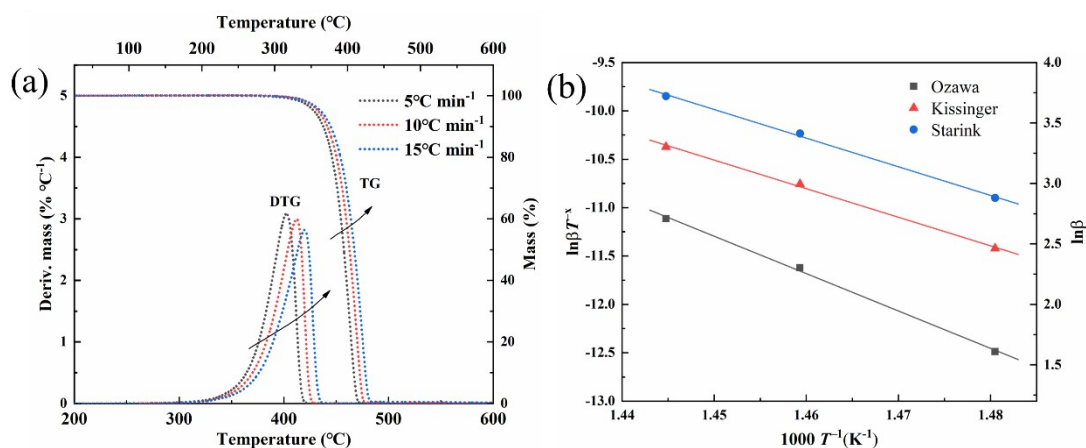 (a)
Temperature (℃)
100 200 300 400 500 600
5℃ min⁻¹
10℃ min⁻¹
15℃ min⁻¹
DTG
TG
Deriv. mass (% ℃⁻¹)
5
4
3
2
1
0
Mass (%)
100
80
60
40
20
0
200 300 400 500 600
Temperature (℃)
(b)
Ozawa
Kissinger
Starink
lnβT⁻ˣ
-9.5
-10.0
-10.5
-11.0
-11.5
-12.0
-12.5
-13.0
lnβ
4.0
3.5
3.0
2.5
2.0
1.5
1.44 1.45 1.46 1.47 1.48
1000 T⁻¹(K⁻¹)